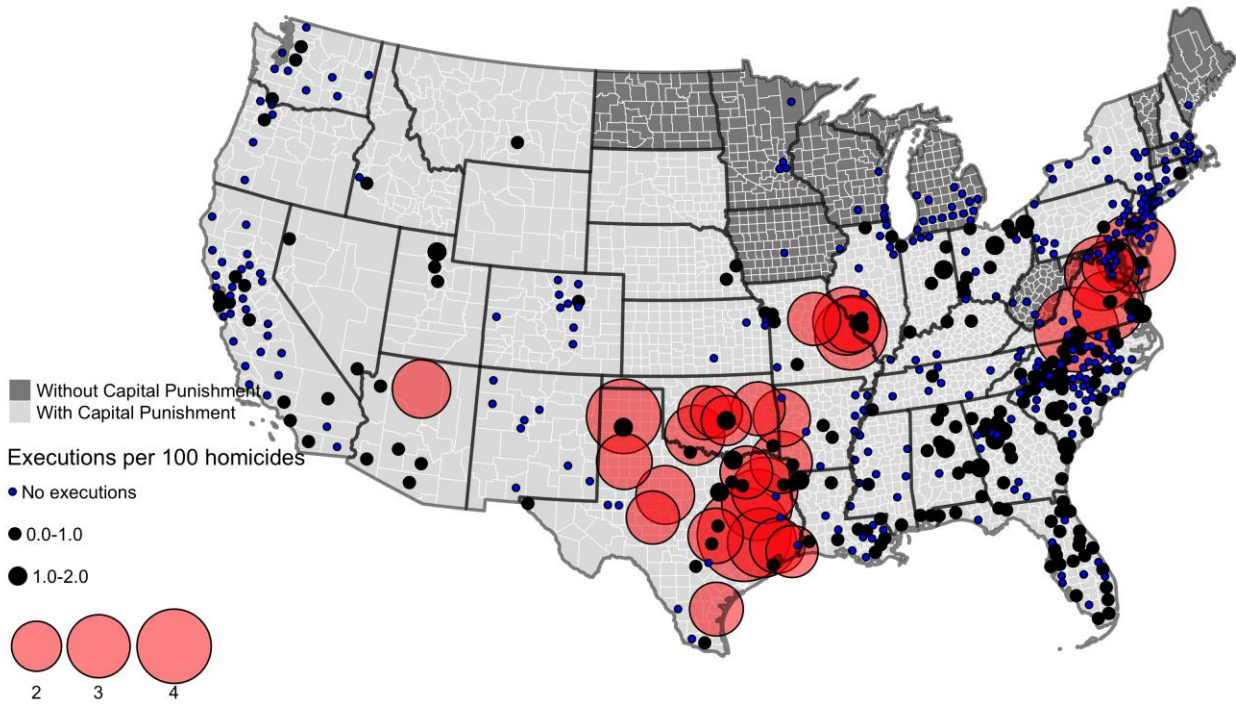 Without Capital Punishment
With Capital Punishment
Executions per 100 homicides
No executions
0.0-1.0
1.0-2.0
2 3 4